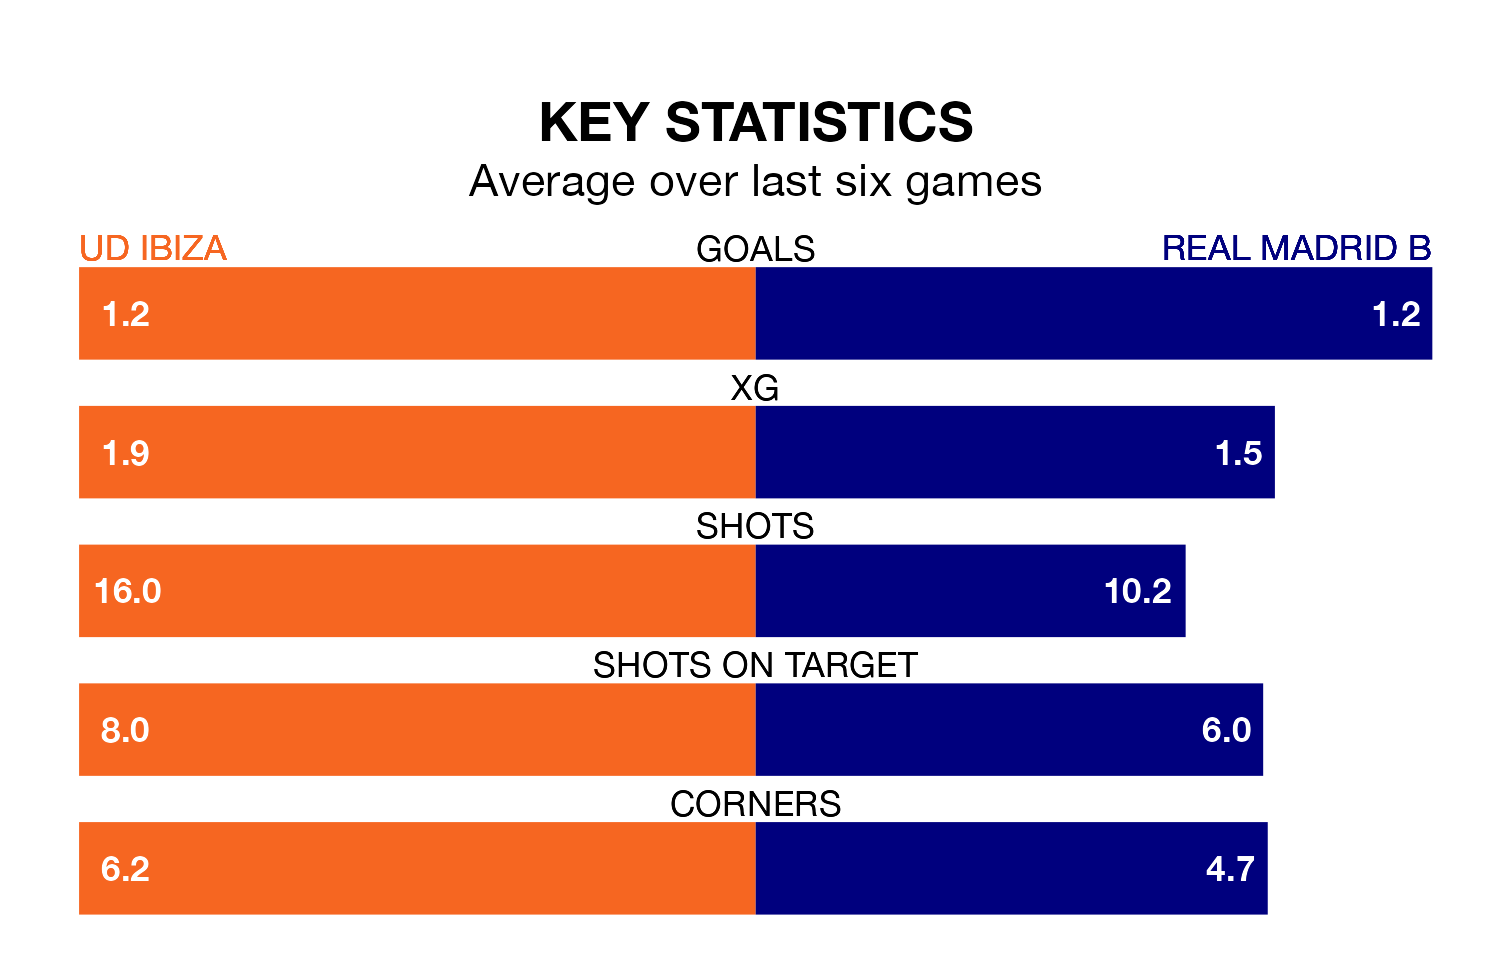 KEY STATISTICS
Average over last six games
UD IBIZA GOALS REAL MADRID B
1.2 1.2
XG
1.9 1.5
SHOTS
16.0 10.2
SHOTS ON TARGET
8.0 6.0
CORNERS
6.2 4.7